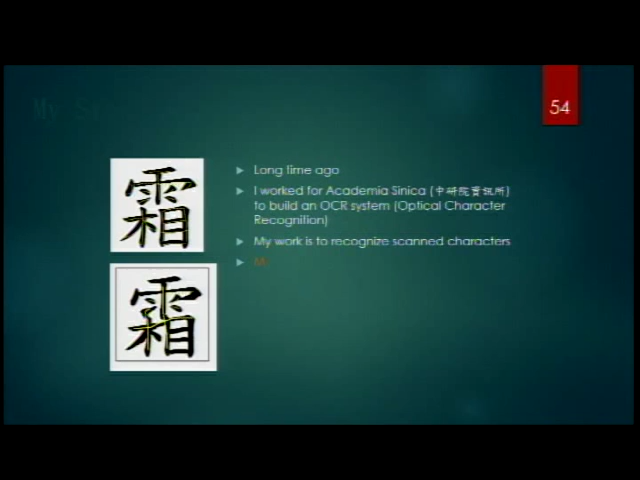 54
霜
霜
Long time ago
I worked for Academia Sinica (中研院資訊所)
to build an OCR system (Optical Character
Recognition)
My work is to recognize scanned characters